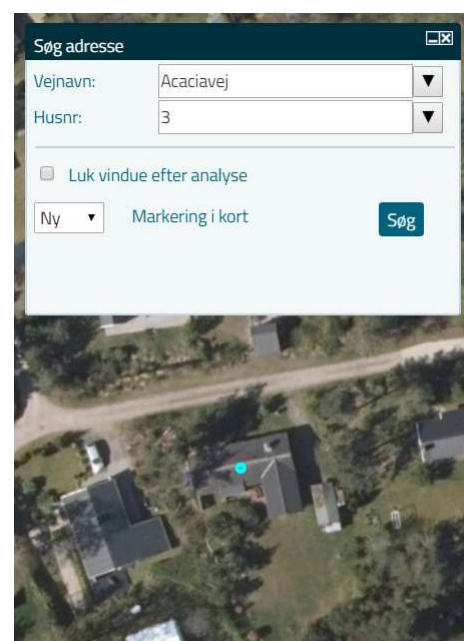 Søg adresse
Vejnavn: Acaciavej
Husnr: 3
Luk vindue efter analyse
Ny Markering i kort Søg